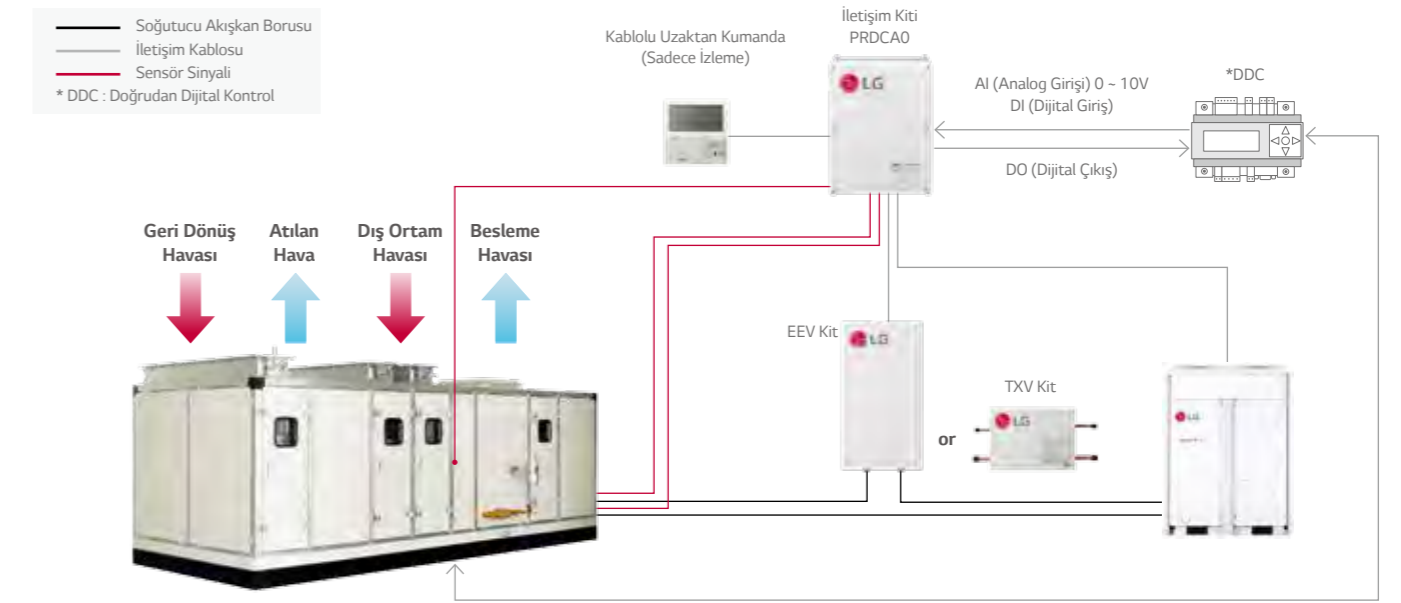 Soğutucu Akışkan Borusu
İletişim Kablosu
Sensör Sinyali
* DDC : Doğrudan Dijital Kontrol
Kablolu Uzaktan Kumanda
(Sadece İzleme)
İletişim Kiti
PRDCA0
LG
AI (Analog Girişi) 0 ~ 10V
DI (Dijital Giriş)
DO (Dijital Çıkış)
*DDC
Geri Dönüş
Havası
Atılan
Hava
Dış Ortam
Havası
Besleme
Havası
EEV Kit
LG
or
TXV Kit
LG
LG